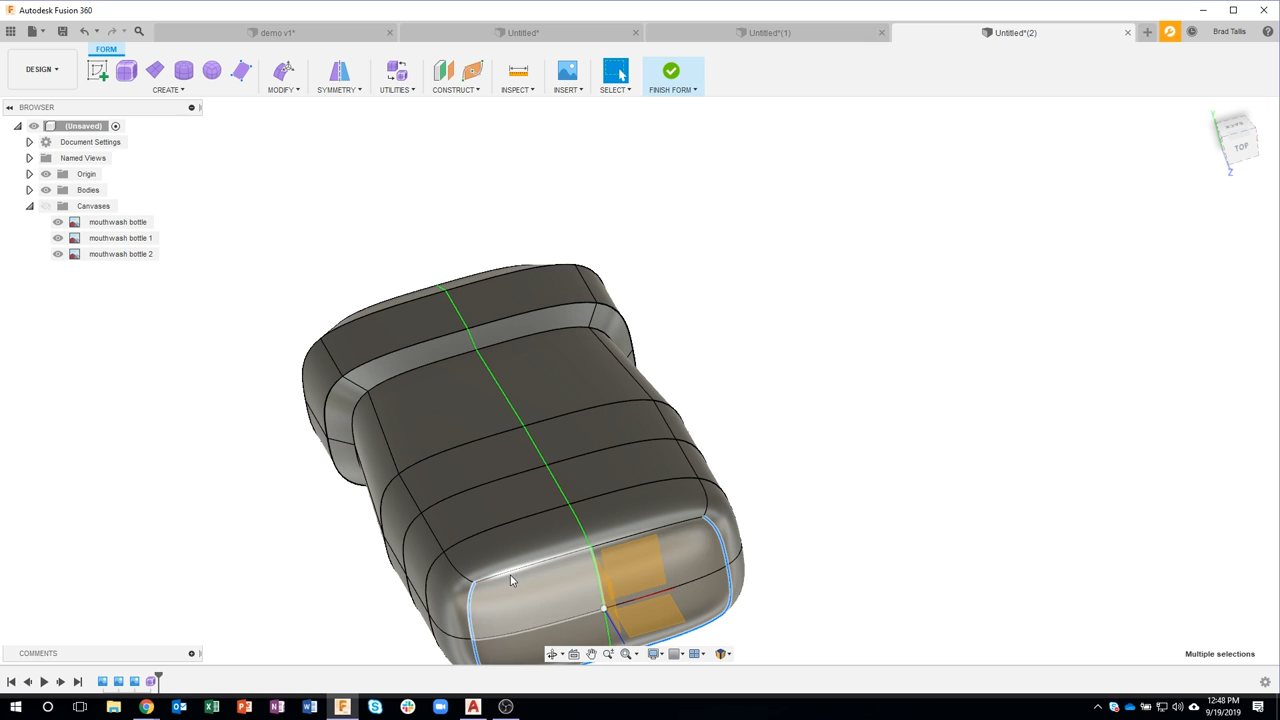 Autodesk Fusion 360
demo v1*
Untitled*
Untitled*(1)
Untitled*(2)
Brad Tallis
DESIGN
FORM
CREATE
MODIFY
SYMMETRY
UTILITIES
CONSTRUCT
INSPECT
INSERT
SELECT
FINISH FORM
BROWSER
(Unsaved)
Document Settings
Named Views
Origin
Bodies
Canvases
mouthwash bottle
mouthwash bottle 1
mouthwash bottle 2
BACK
TOP
Y
Z
COMMENTS
Multiple selections
12:48 PM
9/19/2019